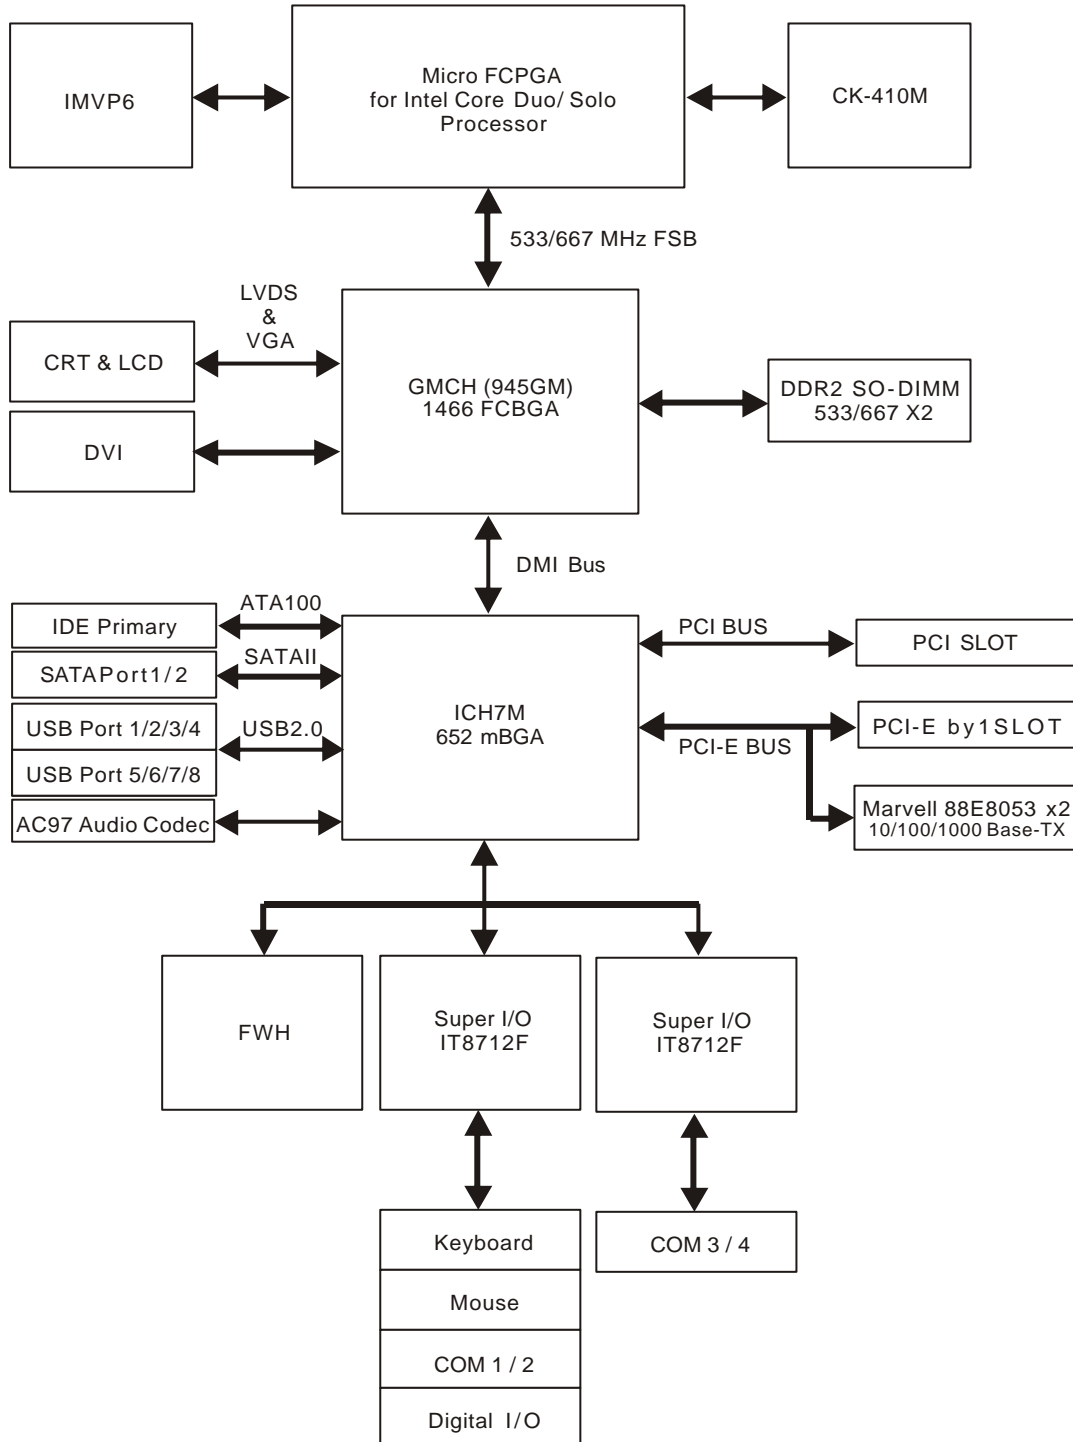 IMVP6
Micro FCPGA
for Intel Core Duo/ Solo
Processor
CK-410M
533/667 MHz FSB
LVDS
&
VGA
CRT & LCD
DVI
GMCH (945GM)
1466 FCBGA
DDR2 SO-DIMM
533/667 X2
DMI Bus
IDE Primary
ATA100
SATAPort1/2
SATAII
USB Port 1/2/3/4
USB2.0
USB Port 5/6/7/8
AC97 Audio Codec
ICH7M
652 mBGA
PCI BUS
PCI SLOT
PCI-E BUS
PCI-E by1SLOT
Marvell 88E8053 x2
10/100/1000 Base-TX
FWH
Super I/O
IT8712F
Super I/O
IT8712F
Keyboard
Mouse
COM 1 / 2
Digital I/O
COM 3 / 4